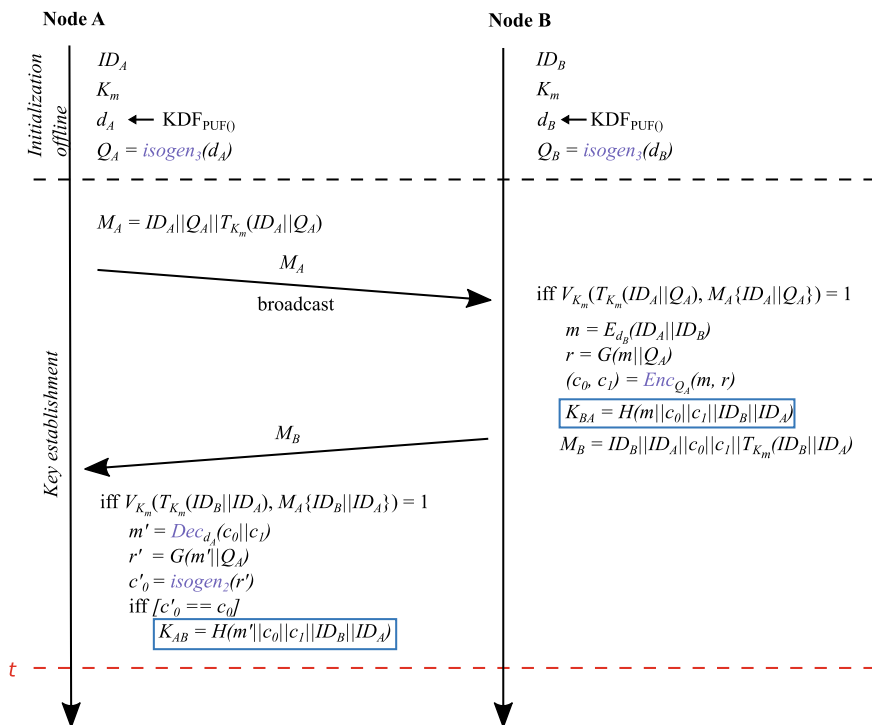 Node A
Node B
Initialization
offline
ID_A
K_m
d_A ← KDF_PUF()
Q_A = isogen_3(d_A)
ID_B
K_m
d_B ← KDF_PUF()
Q_B = isogen_3(d_B)
Key establishment
M_A = ID_A||Q_A||T_{K_m}(ID_A||Q_A)
M_A
broadcast
iff V_{K_m}(T_{K_m}(ID_A||Q_A), M_A{ID_A||Q_A}) = 1
m = E_{d_B}(ID_A||ID_B)
r = G(m||Q_A)
(c_0, c_1) = Enc_{Q_A}(m, r)
K_BA = H(m||c_0||c_1||ID_B||ID_A)
M_B = ID_B||ID_A||c_0||c_1||T_{K_m}(ID_B||ID_A)
M_B
iff V_{K_m}(T_{K_m}(ID_B||ID_A), M_A{ID_B||ID_A}) = 1
m' = Dec_{d_A}(c_0||c_1)
r' = G(m'||Q_A)
c'_0 = isogen_2(r')
iff [c'_0 == c_0]
K_AB = H(m'||c_0||c_1||ID_B||ID_A)
t